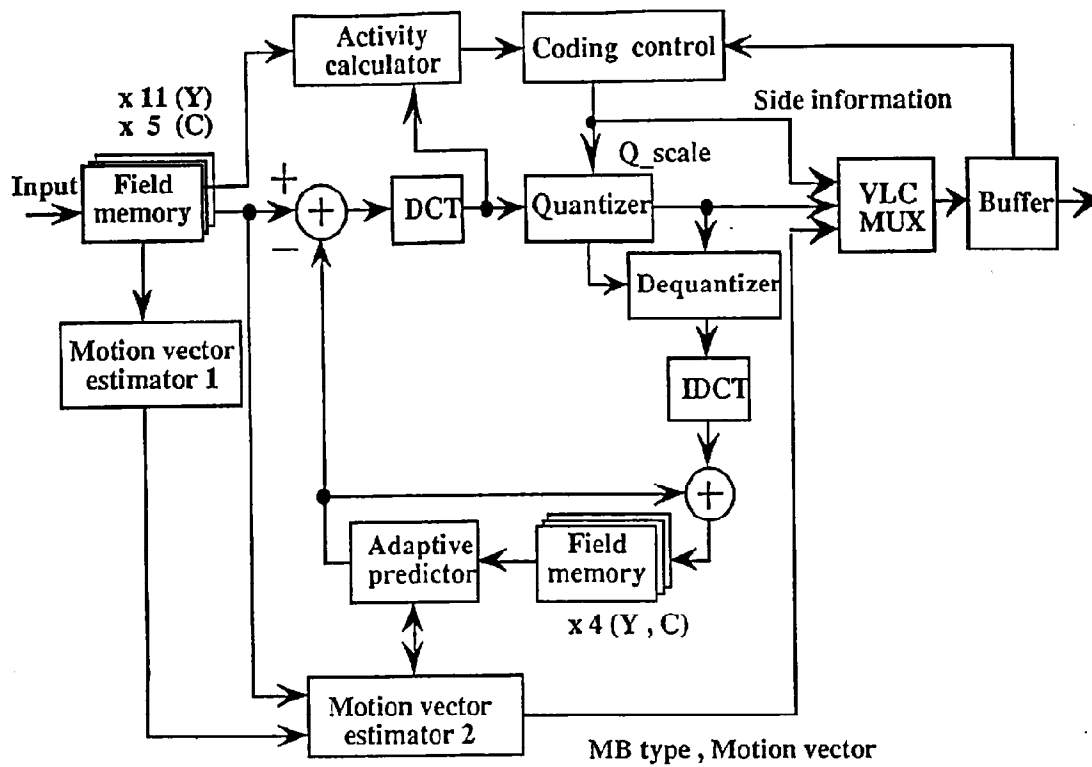 Activity
calculator
Coding control
x 11 (Y)
x 5 (C)
Side information
Input
Field
memory
+
+
−
DCT
Q_scale
Quantizer
VLC
MUX
Buffer
Dequantizer
Motion vector
estimator 1
IDCT
+
Adaptive
predictor
Field
memory
x 4 (Y , C)
Motion vector
estimator 2
MB type , Motion vector